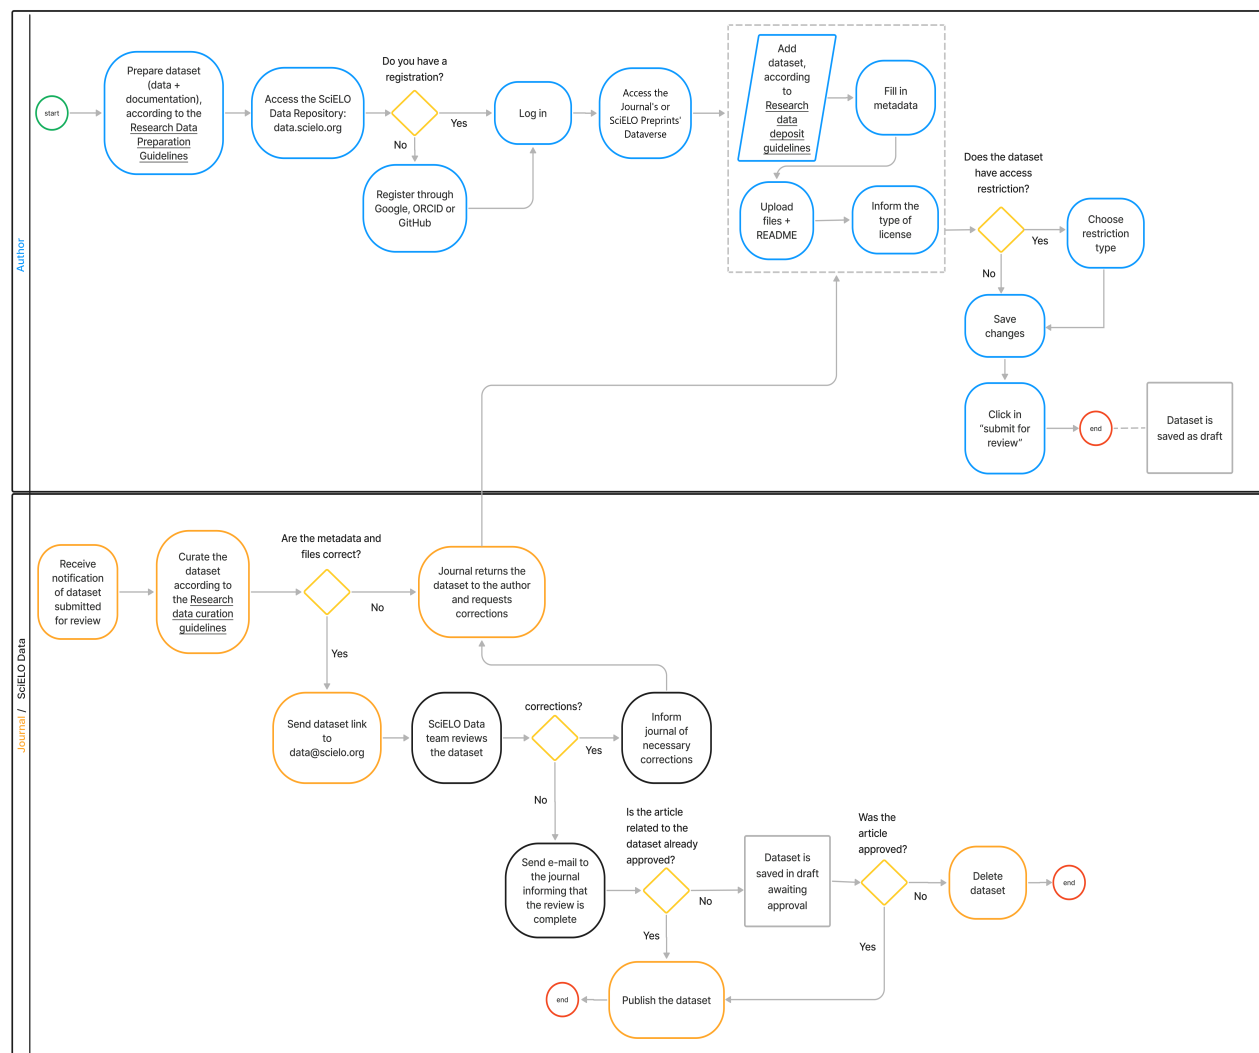 Author
start
Prepare dataset
(data +
documentation),
according to the
Research Data
Preparation
Guidelines
Access the SciELO
Data Repository:
data.scielo.org
Do you have a
registration?
Yes
No
Register through
Google, ORCID or
GitHub
Log in
Access the
Journal's or
SciELO Preprints'
Dataverse
Add
dataset,
according
to
Research
data
deposit
guidelines
Fill in
metadata
Upload
files +
README
Inform the
type of
license
Does the dataset
have access
restriction?
Yes
No
Choose
restriction
type
Save
changes
Click in
"submit for
review"
end
Dataset is
saved as draft
Journal / SciELO Data
Receive
notification
of dataset
submitted
for review
Curate the
dataset
according to
the Research
data curation
guidelines
Are the metadata and
files correct?
No
Yes
Journal returns the
dataset to the author
and requests
corrections
Send dataset link
to
data@scielo.org
SciELO Data
team reviews
the dataset
corrections?
Yes
No
Inform
journal of
necessary
corrections
Send e-mail to
the journal
informing that
the review is
complete
Is the article
related to the
dataset already
approved?
No
Yes
Dataset is
saved in draft
awaiting
approval
Was the
article
approved?
No
Yes
Delete
dataset
end
Publish the dataset
end